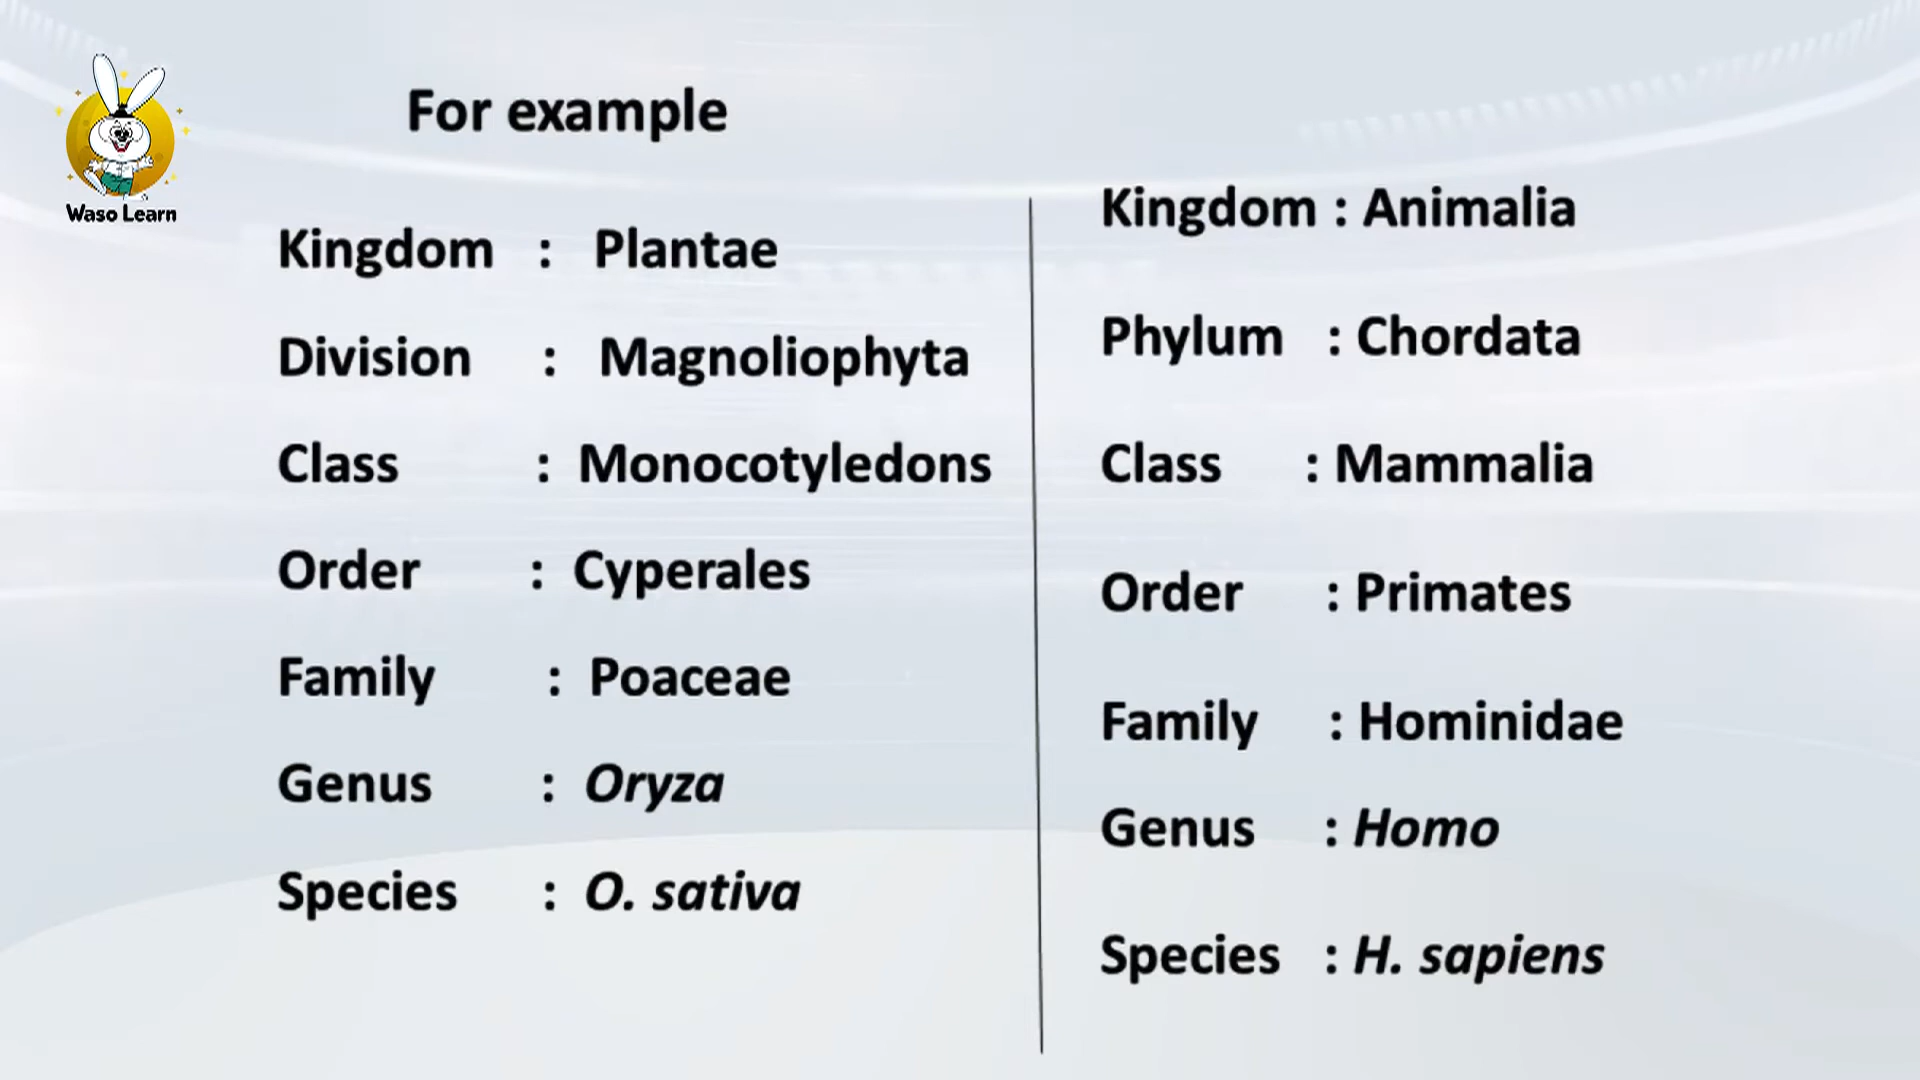 Waso Learn
For example
Kingdom : Plantae
Division : Magnoliophyta
Class : Monocotyledons
Order : Cyperales
Family : Poaceae
Genus : Oryza
Species : O. sativa
Kingdom : Animalia
Phylum : Chordata
Class : Mammalia
Order : Primates
Family : Hominidae
Genus : Homo
Species : H. sapiens